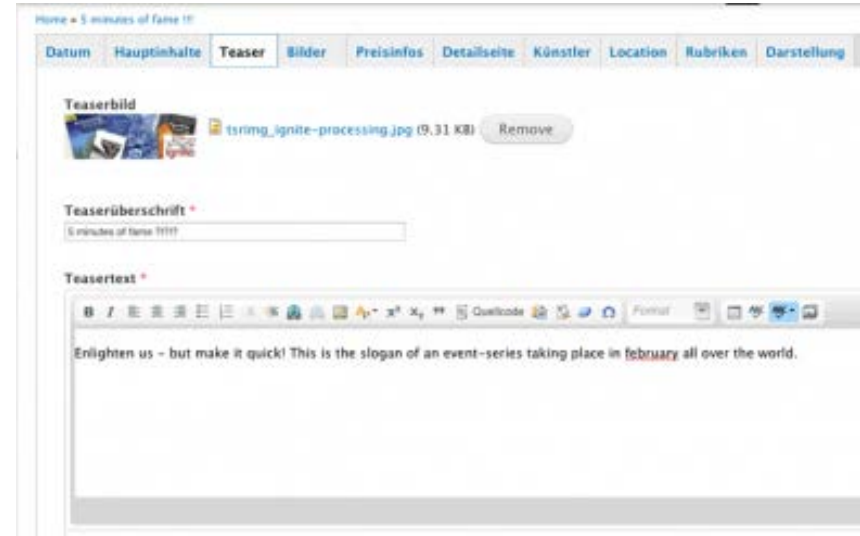 Home » 5 minutes of fame !!!
Datum Hauptinhalte Teaser Bilder Preisinfos Detailseite Künstler Location Rubriken Darstellung
Teaserbild
ignite
tsrimg_ignite-processing.jpg (9.31 KB) Remove
Teaserüberschrift *
5 minutes of fame ?!?!?
Teasertext *
B I x² x, Quellcode Format
Enlighten us - but make it quick! This is the slogan of an event-series taking place in february all over the world.